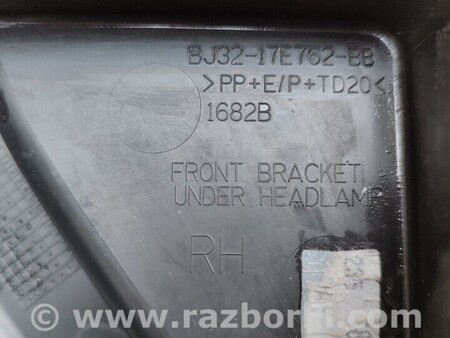 BJ32-17E762-BB
>PP+E/P+TD20<
1682B
FRONT BRACKET
UNDER HEADLAMP
RH
www.razborki.com